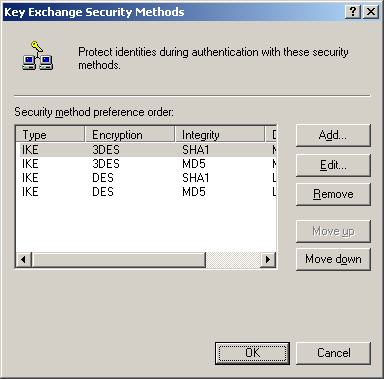 Key Exchange Security Methods
Protect identities during authentication with these security
methods.
Security method preference order:
Type Encryption Integrity
IKE 3DES SHA1
IKE 3DES MD5
IKE DES SHA1
IKE DES MD5
Add...
Edit...
Remove
Move up
Move down
OK Cancel